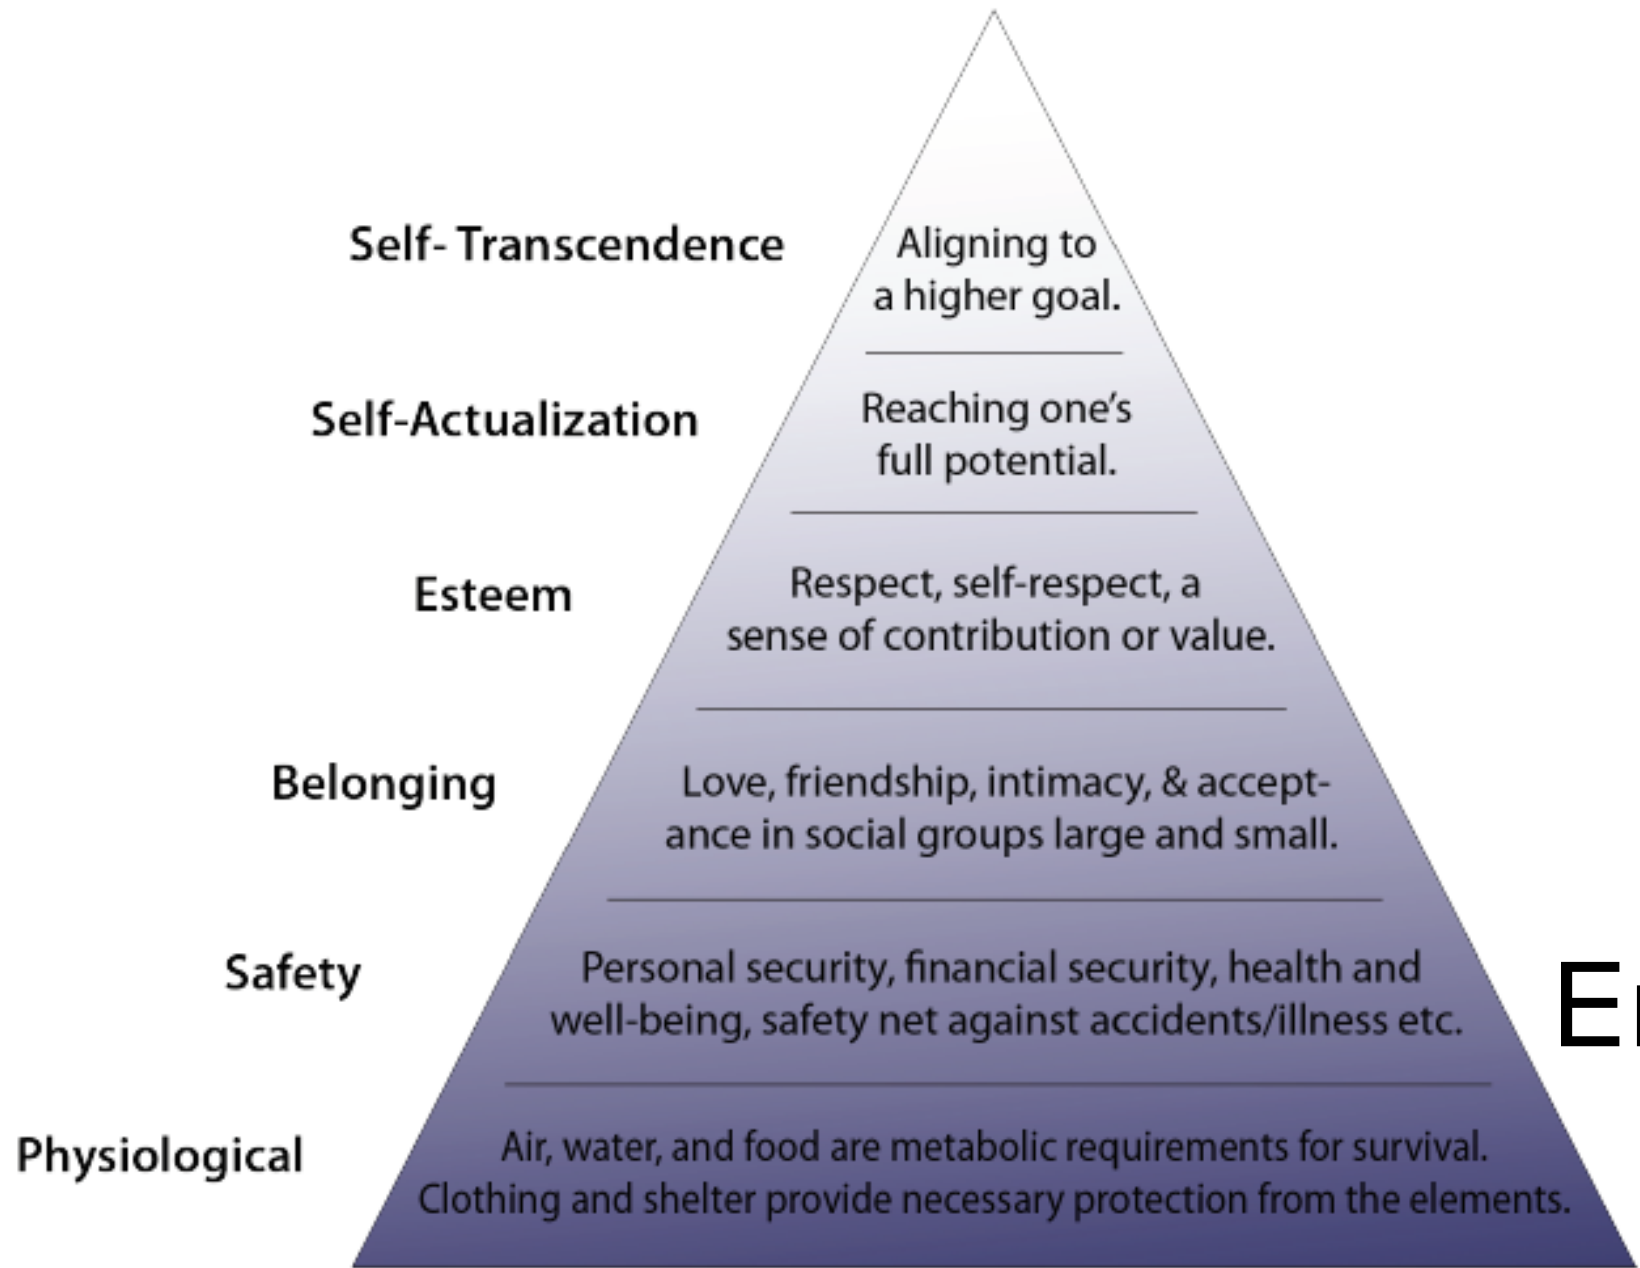 Self- Transcendence
Aligning to
a higher goal.
Self-Actualization
Reaching one’s
full potential.
Esteem
Respect, self-respect, a
sense of contribution or value.
Belonging
Love, friendship, intimacy, & accept-
ance in social groups large and small.
Safety
Personal security, financial security, health and
well-being, safety net against accidents/illness etc.
Physiological
Air, water, and food are metabolic requirements for survival.
Clothing and shelter provide necessary protection from the elements.